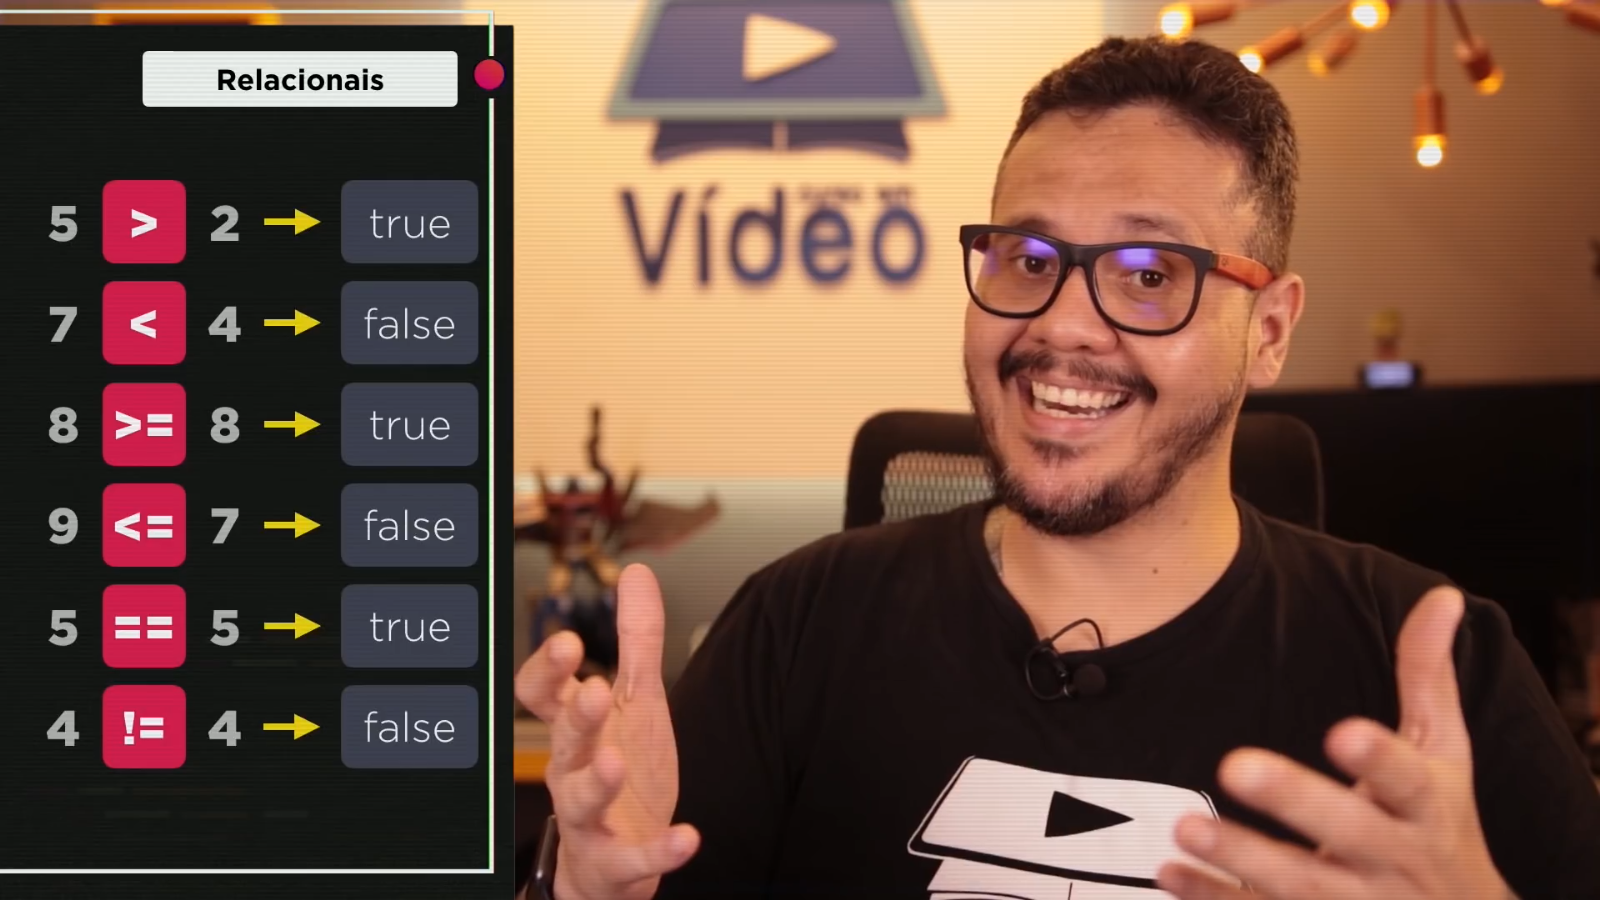 Relacionais
5 > 2 → true
7 < 4 → false
8 >= 8 → true
9 <= 7 → false
5 == 5 → true
4 != 4 → false
Vídeo